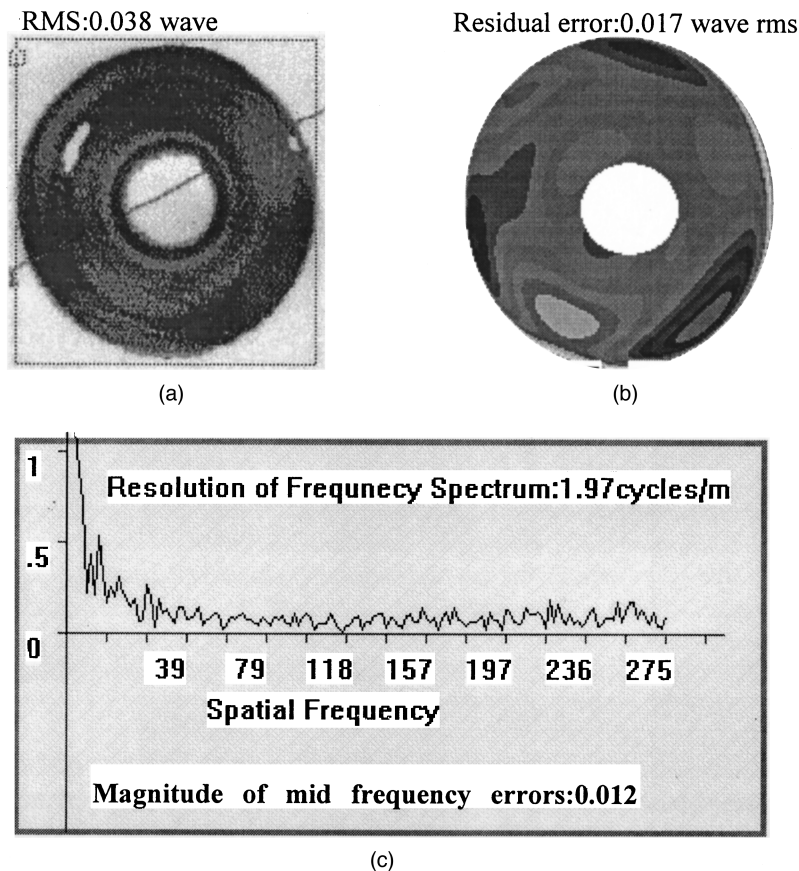 RMS:0.038 wave
Residual error:0.017 wave rms
(a)
(b)
1
Resolution of Frequnecy Spectrum:1.97cycles/m
.5
0
39 79 118 157 197 236 275
Spatial Frequency
Magnitude of mid frequency errors:0.012
(c)